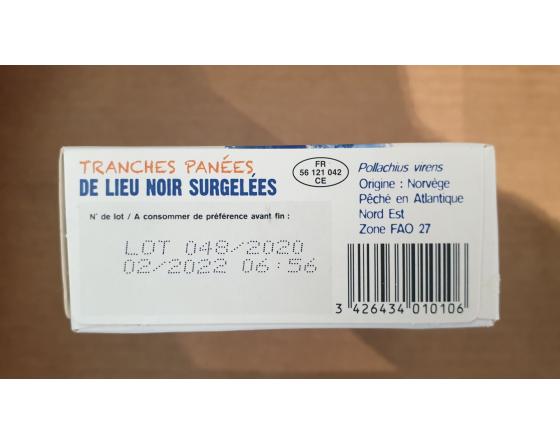 TRANCHES PANÉES
DE LIEU NOIR SURGELÉES
N° de lot / A consommer de préférence avant fin :
LOT 048/2020
02/2022 06:56
FR
56 121 042
CE
Pollachius virens
Origine : Norvège
Pêché en Atlantique
Nord Est
Zone FAO 27
3 426434 010106